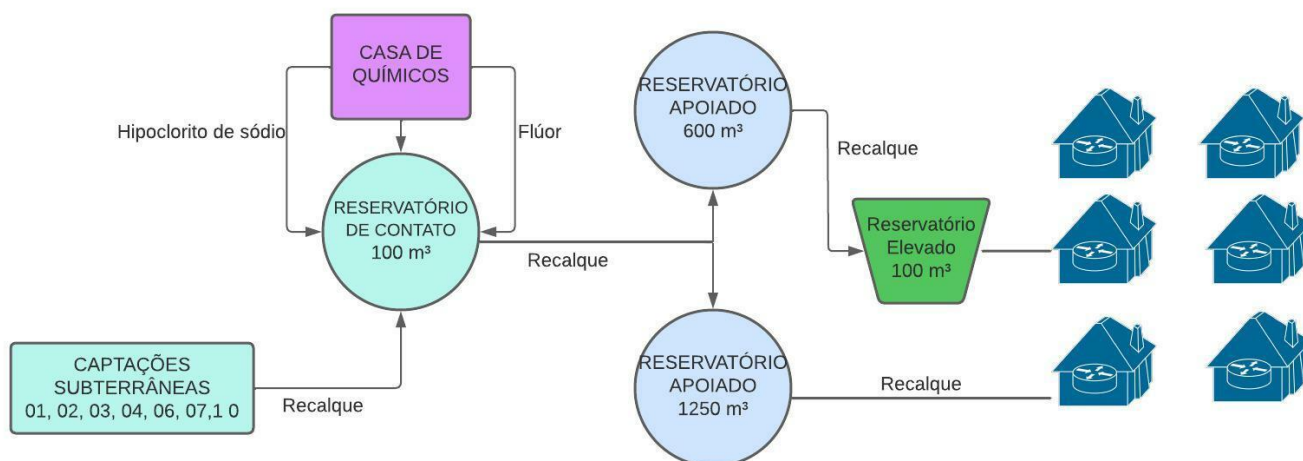 CASA DE
QUÍMICOS
Hipoclorito de sódio
Flúor
RESERVATÓRIO
DE CONTATO
100 m³
Recalque
CAPTAÇÕES
SUBTERRÂNEAS
01, 02, 03, 04, 06, 07,1 0
Recalque
RESERVATÓRIO
APOIADO
600 m³
Recalque
Reservatório
Elevado
100 m³
RESERVATÓRIO
APOIADO
1250 m³
Recalque